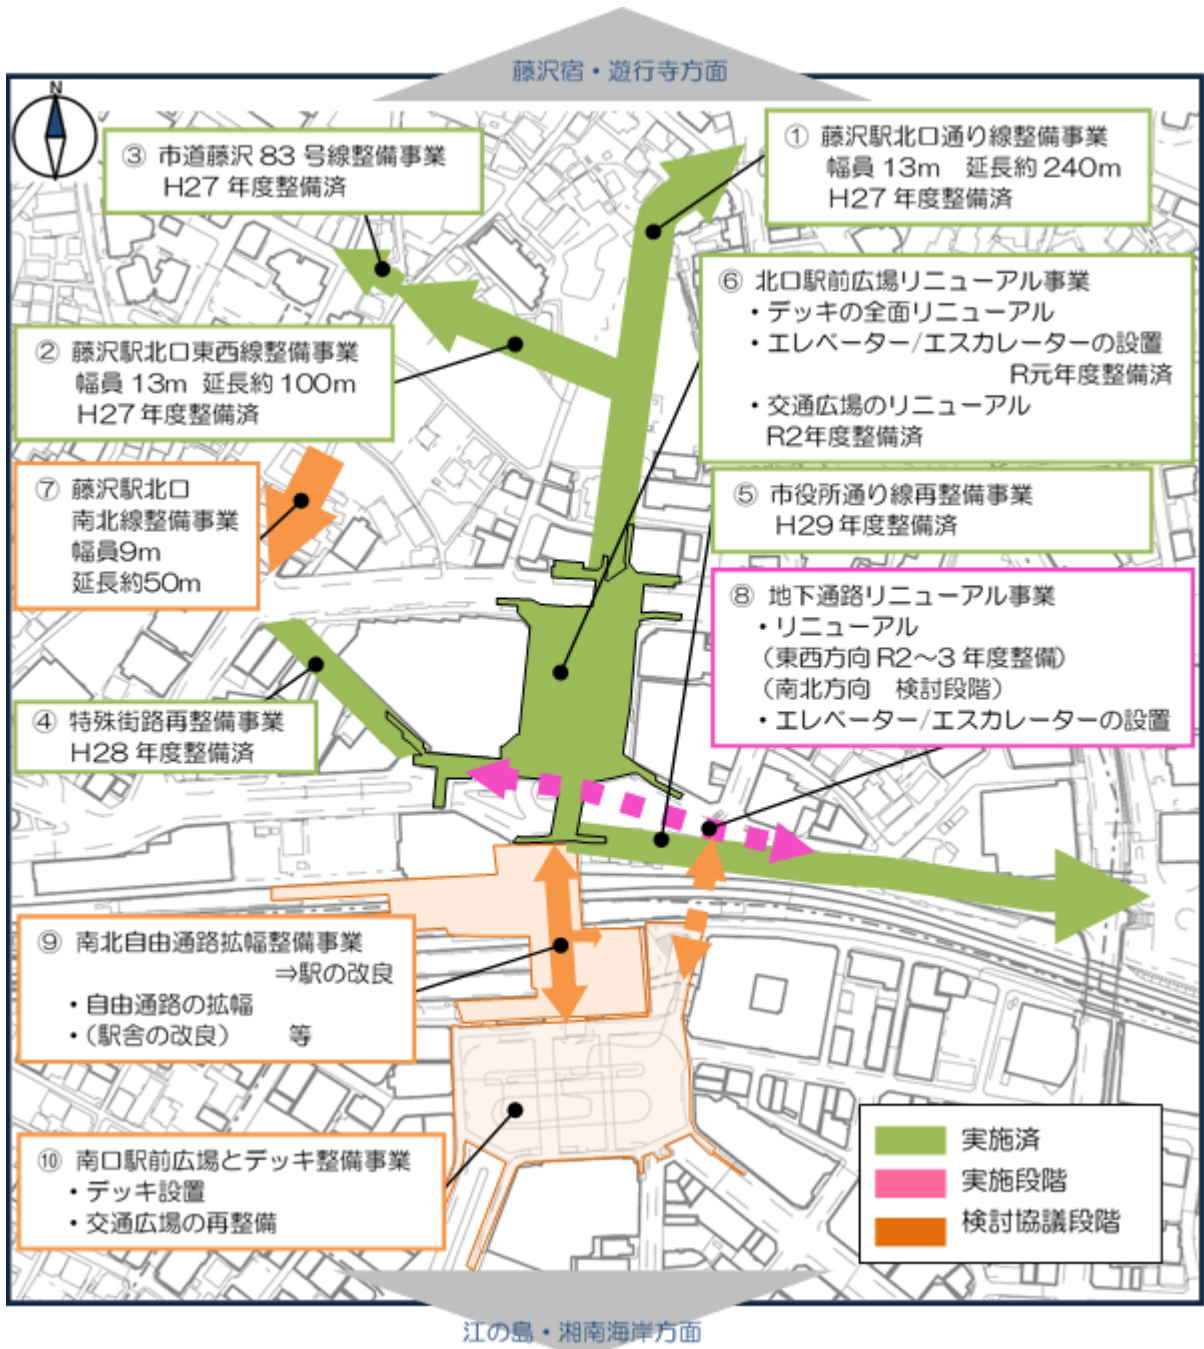 藤沢宿・遊行寺方面
N
① 藤沢駅北口通り線整備事業
幅員 13m 延長約 240m
H27 年度整備済
③ 市道藤沢 83 号線整備事業
H27 年度整備済
⑥ 北口駅前広場リニューアル事業
・デッキの全面リニューアル
・エレベーター/エスカレーターの設置
R元年度整備済
・交通広場のリニューアル
R2年度整備済
② 藤沢駅北口東西線整備事業
幅員 13m 延長約 100m
H27 年度整備済
⑦ 藤沢駅北口
南北線整備事業
幅員9m
延長約50m
⑤ 市役所通り線再整備事業
H29 年度整備済
⑧ 地下通路リニューアル事業
・リニューアル
（東西方向 R2～3 年度整備）
（南北方向 検討段階）
・エレベーター/エスカレーターの設置
④ 特殊街路再整備事業
H28 年度整備済
⑨ 南北自由通路拡幅整備事業
⇒駅の改良
・自由通路の拡幅
・（駅舎の改良） 等
⑩ 南口駅前広場とデッキ整備事業
・デッキ設置
・交通広場の再整備
実施済
実施段階
検討協議段階
江の島・湘南海岸方面